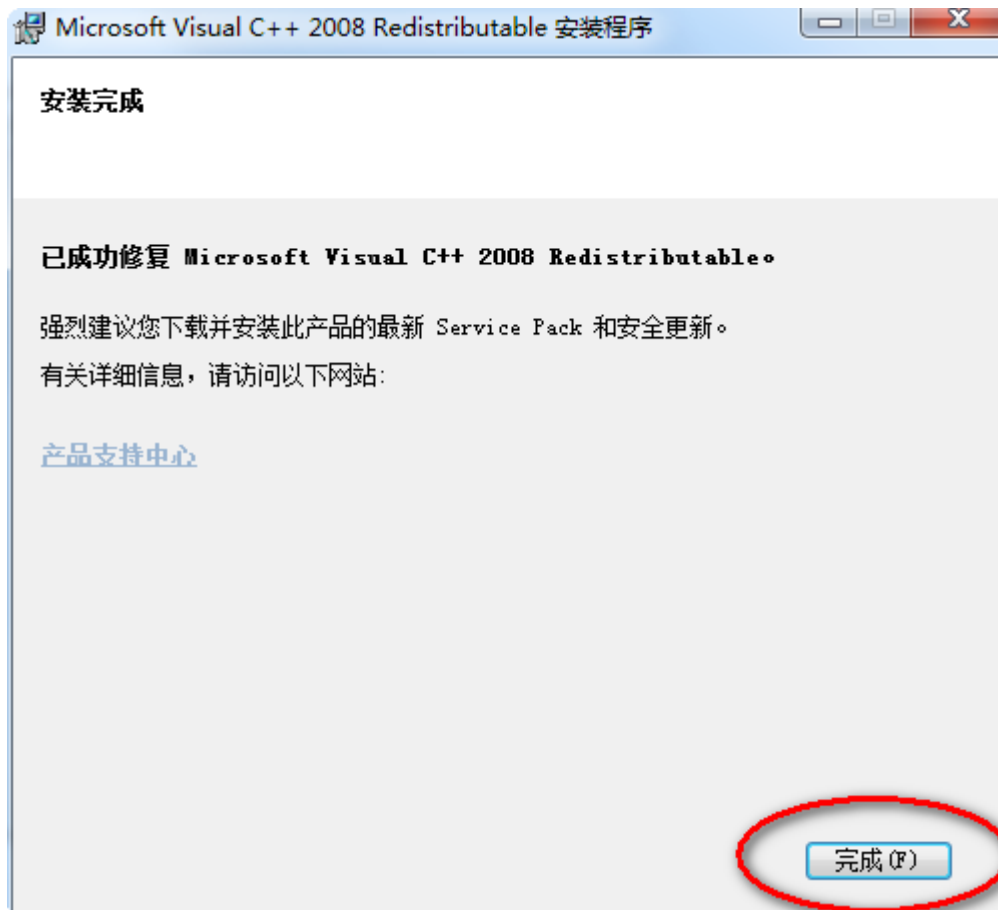 Microsoft Visual C++ 2008 Redistributable 安装程序
安装完成
已成功修复 Microsoft Visual C++ 2008 Redistributable。
强烈建议您下载并安装此产品的最新 Service Pack 和安全更新。
有关详细信息，请访问以下网站:
产品支持中心
完成(F)